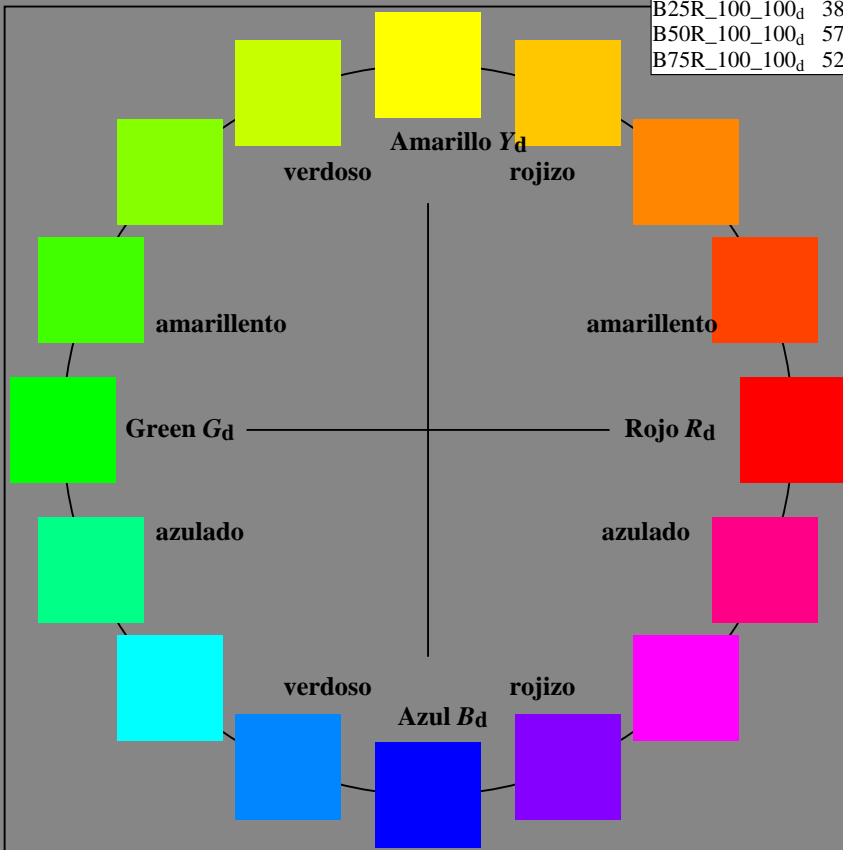 B25R_100_100d 38
B50R_100_100d 57
B75R_100_100d 52
Amarillo Yd
verdoso rojizo
amarillento amarillento
Green Gd Rojo Rd
azulado azulado
verdoso rojizo
Azul Bd